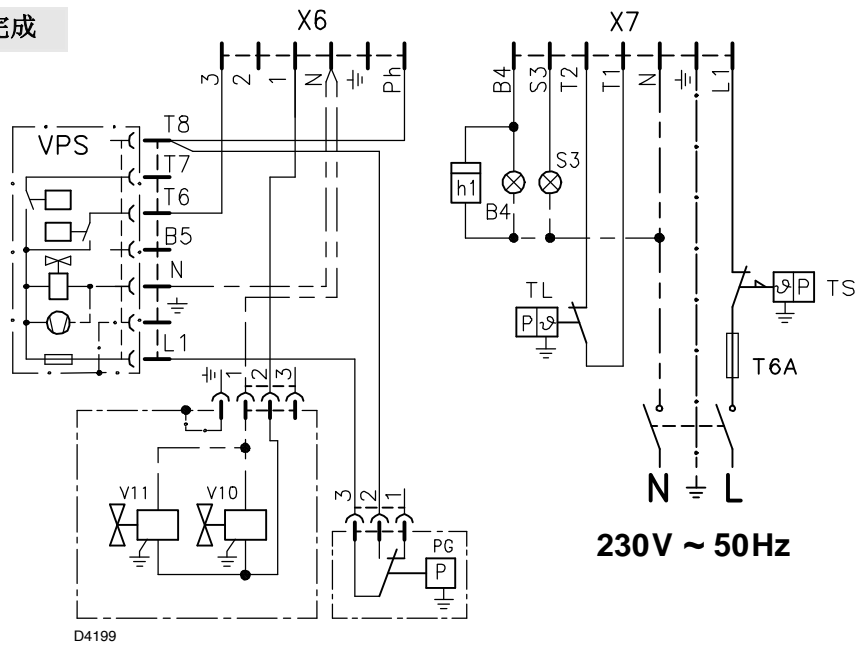 完成
X6
X7
3
2
1
N
Ph
B4
S3
T2
T1
N
L1
VPS
T8
T7
T6
B5
N
L1
h1
B4
S3
TL
P ϑ
ϑ P
TS
T6A
1
2
3
V11
V10
3
2
1
PG
P
N
L
230V ~ 50Hz
D4199